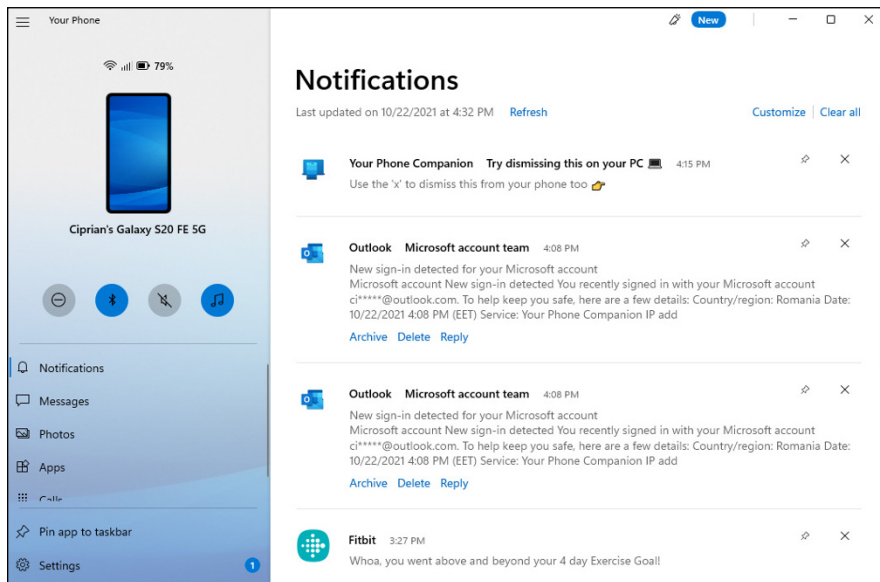 Your Phone
New
79%
Notifications
Last updated on 10/22/2021 at 4:32 PM Refresh
Customize | Clear all
Ciprian's Galaxy S20 FE 5G
Your Phone Companion Try dismissing this on your PC 💻 4:15 PM
Use the 'x' to dismiss this from your phone too 👉
Outlook Microsoft account team 4:08 PM
New sign-in detected for your Microsoft account
Microsoft account New sign-in detected You recently signed in with your Microsoft account
ci*****@outlook.com. To help keep you safe, here are a few details: Country/region: Romania Date:
10/22/2021 4:08 PM (EET) Service: Your Phone Companion IP add
Archive Delete Reply
Outlook Microsoft account team 4:08 PM
New sign-in detected for your Microsoft account
Microsoft account New sign-in detected You recently signed in with your Microsoft account
ci*****@outlook.com. To help keep you safe, here are a few details: Country/region: Romania Date:
10/22/2021 4:08 PM (EET) Service: Your Phone Companion IP add
Archive Delete Reply
Fitbit 3:27 PM
Whoa, you went above and beyond your 4 day Exercise Goal!
Notifications
Messages
Photos
Apps
Calls
Pin app to taskbar
Settings 1